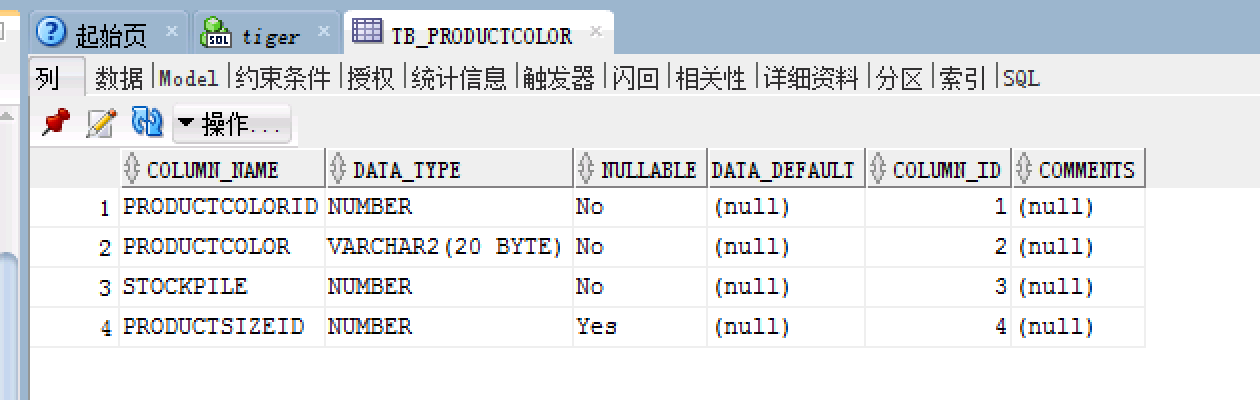 起始页 tiger TB_PRODUCTCOLOR
列 数据 Model 约束条件 授权 统计信息 触发器 闪回 相关性 详细资料 分区 索引 SQL
操作...
COLUMN_NAME DATA_TYPE NULLABLE DATA_DEFAULT COLUMN_ID COMMENTS
1 PRODUCTCOLORID NUMBER No (null) 1 (null)
2 PRODUCTCOLOR VARCHAR2(20 BYTE) No (null) 2 (null)
3 STOCKPILE NUMBER No (null) 3 (null)
4 PRODUCTSIZEID NUMBER Yes (null) 4 (null)